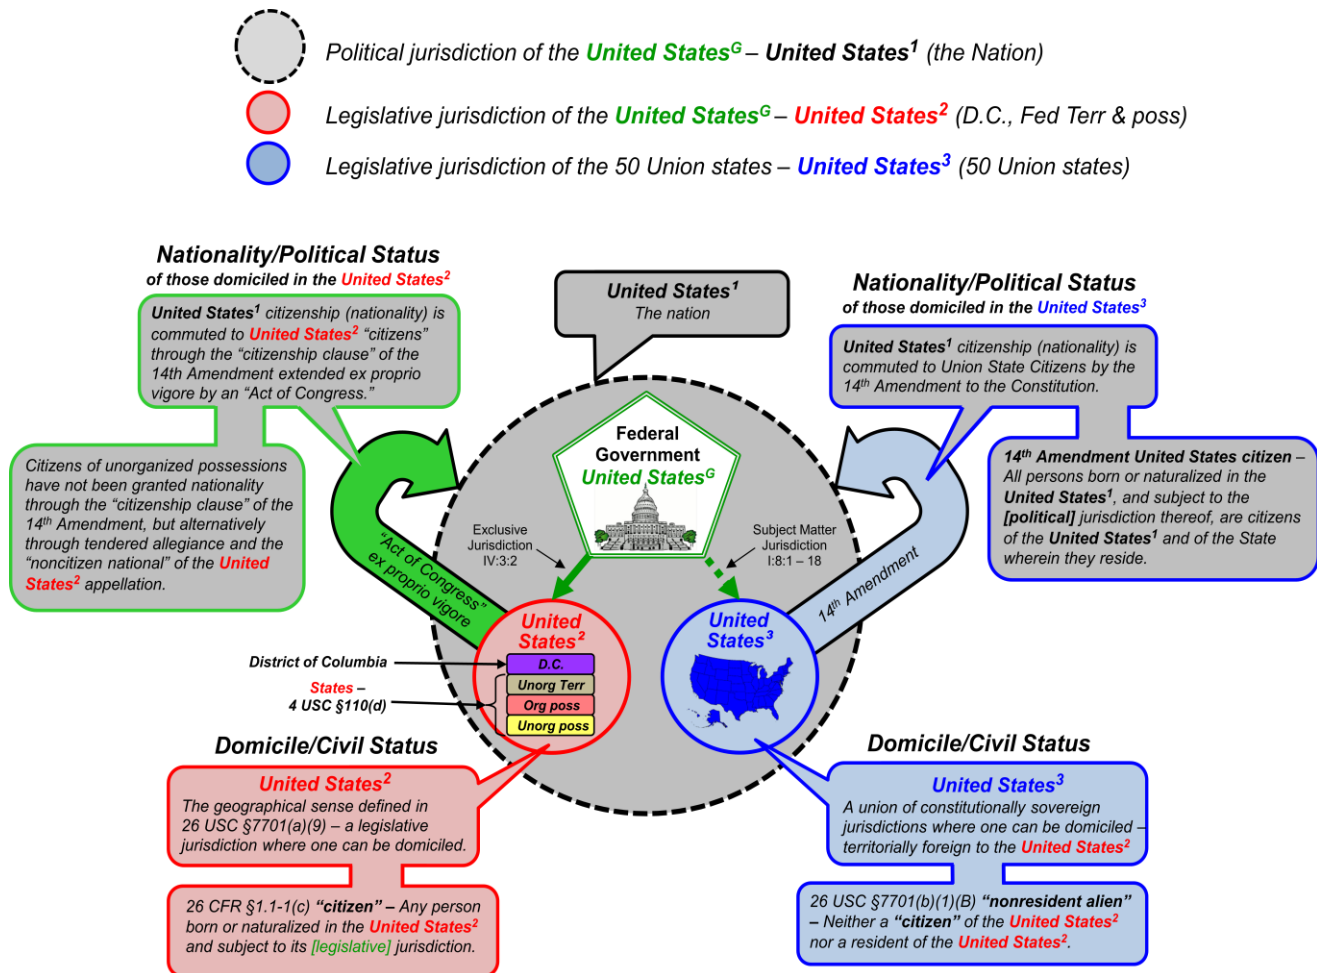 Political jurisdiction of the United Statesᴳ – United States¹ (the Nation)
Legislative jurisdiction of the United Statesᴳ – United States² (D.C., Fed Terr & poss)
Legislative jurisdiction of the 50 Union states – United States³ (50 Union states)
Nationality/Political Status
of those domiciled in the United States²
United States¹ citizenship (nationality) is
commuted to United States² “citizens”
through the “citizenship clause” of the
14th Amendment extended ex proprio
vigore by an “Act of Congress.”
Citizens of unorganized possessions
have not been granted nationality
through the “citizenship clause” of the
14ᵗʰ Amendment, but alternatively
through tendered allegiance and the
“noncitizen national” of the United
States² appellation.
United States¹
The nation
Nationality/Political Status
of those domiciled in the United States³
United States¹ citizenship (nationality) is
commuted to Union State Citizens by the
14ᵗʰ Amendment to the Constitution.
14ᵗʰ Amendment United States citizen –
All persons born or naturalized in the
United States¹, and subject to the
[political] jurisdiction thereof, are citizens
of the United States¹ and of the State
wherein they reside.
Federal
Government
United Statesᴳ
Exclusive
Jurisdiction
IV:3:2
Subject Matter
Jurisdiction
I:8:1 – 18
“Act of Congress”
ex proprio vigore
14ᵗʰ Amendment
United
States²
D.C.
Unorg Terr
Org poss
Unorg poss
District of Columbia
States –
4 USC §110(d)
United
States³
Domicile/Civil Status
United States²
The geographical sense defined in
26 USC §7701(a)(9) – a legislative
jurisdiction where one can be domiciled.
26 CFR §1.1-1(c) “citizen” – Any person
born or naturalized in the United States²
and subject to its [legislative] jurisdiction.
Domicile/Civil Status
United States³
A union of constitutionally sovereign
jurisdictions where one can be domiciled –
territorially foreign to the United States²
26 USC §7701(b)(1)(B) “nonresident alien”
– Neither a “citizen” of the United States²
nor a resident of the United States².